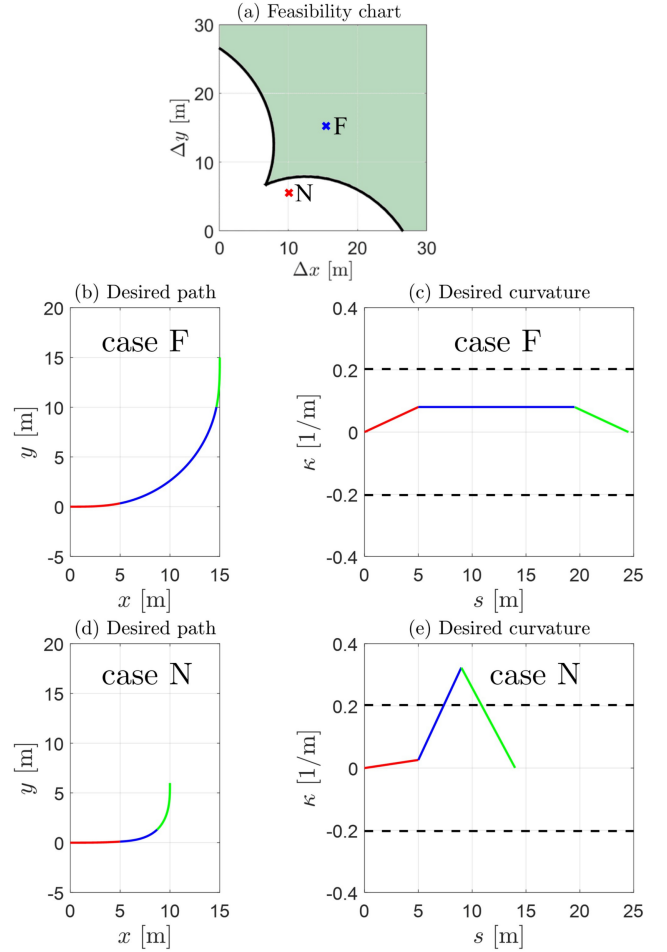 (a) Feasibility chart
30
20
10
0
Δy [m]
F
N
0 10 20 30
Δx [m]
(b) Desired path
case F
20
15
10
5
0
-5
y [m]
0 5 10 15
x [m]
(c) Desired curvature
case F
0.4
0.2
0
-0.2
-0.4
κ [1/m]
0 5 10 15 20 25
s [m]
(d) Desired path
case N
20
15
10
5
0
-5
y [m]
0 5 10 15
x [m]
(e) Desired curvature
case N
0.4
0.2
0
-0.2
-0.4
κ [1/m]
0 5 10 15 20 25
s [m]